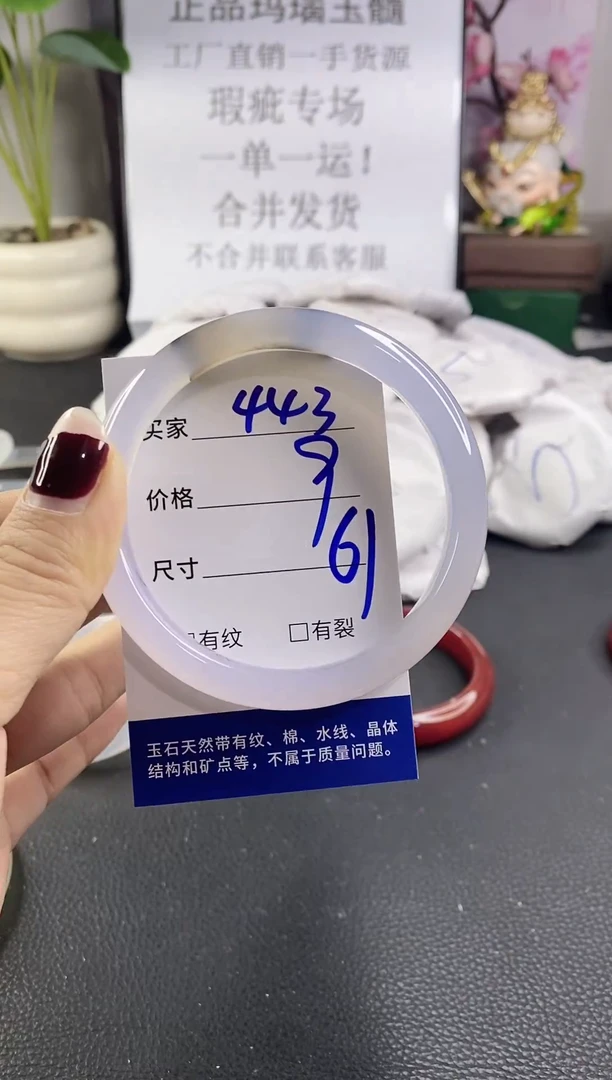 正品玛瑙玉髓
工厂直销一手货源
瑕疵专场
一单一运！
合并发货
不合并联系客服
买家 443
价格 9
尺寸 61
□有纹 □有裂
玉石天然带有纹、棉、水线、晶体
结构和矿点等，不属于质量问题。